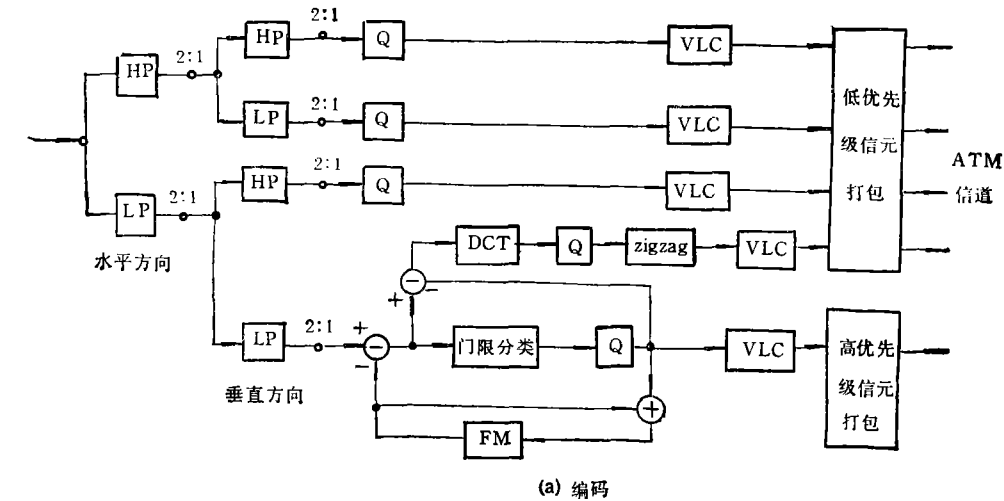 HP 2:1 HP 2:1 Q VLC
LP 2:1 Q VLC
LP 2:1 HP 2:1 Q VLC
水平方向
DCT Q zigzag VLC
低优先
级信元
打包
ATM
信道
+ − −
LP 2:1 + − − 门限分类 Q VLC
垂直方向
+
FM
高优先
级信元
打包
(a) 编码